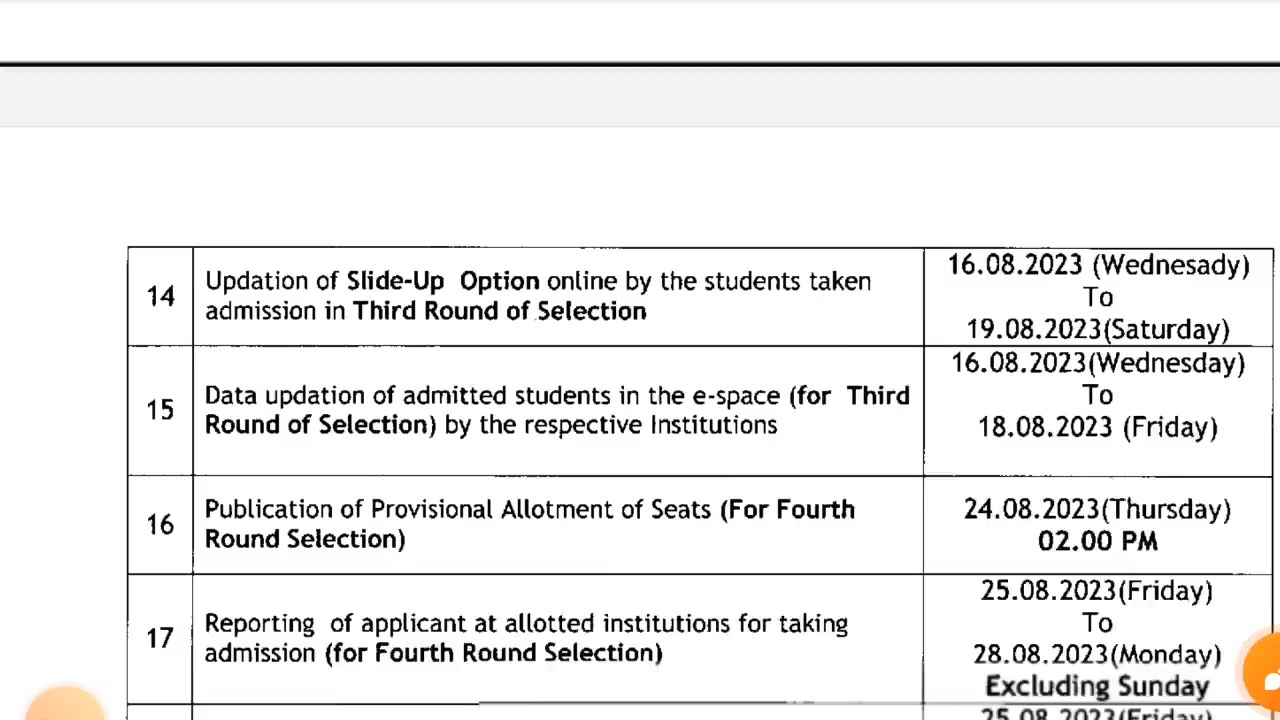 14
Updation of Slide-Up Option online by the students taken
admission in Third Round of Selection
16.08.2023 (Wednesady)
To
19.08.2023(Saturday)
15
Data updation of admitted students in the e-space (for Third
Round of Selection) by the respective Institutions
16.08.2023(Wednesday)
To
18.08.2023 (Friday)
16
Publication of Provisional Allotment of Seats (For Fourth
Round Selection)
24.08.2023(Thursday)
02.00 PM
17
Reporting of applicant at allotted institutions for taking
admission (for Fourth Round Selection)
25.08.2023(Friday)
To
28.08.2023(Monday)
Excluding Sunday
25.08.2023(Friday)